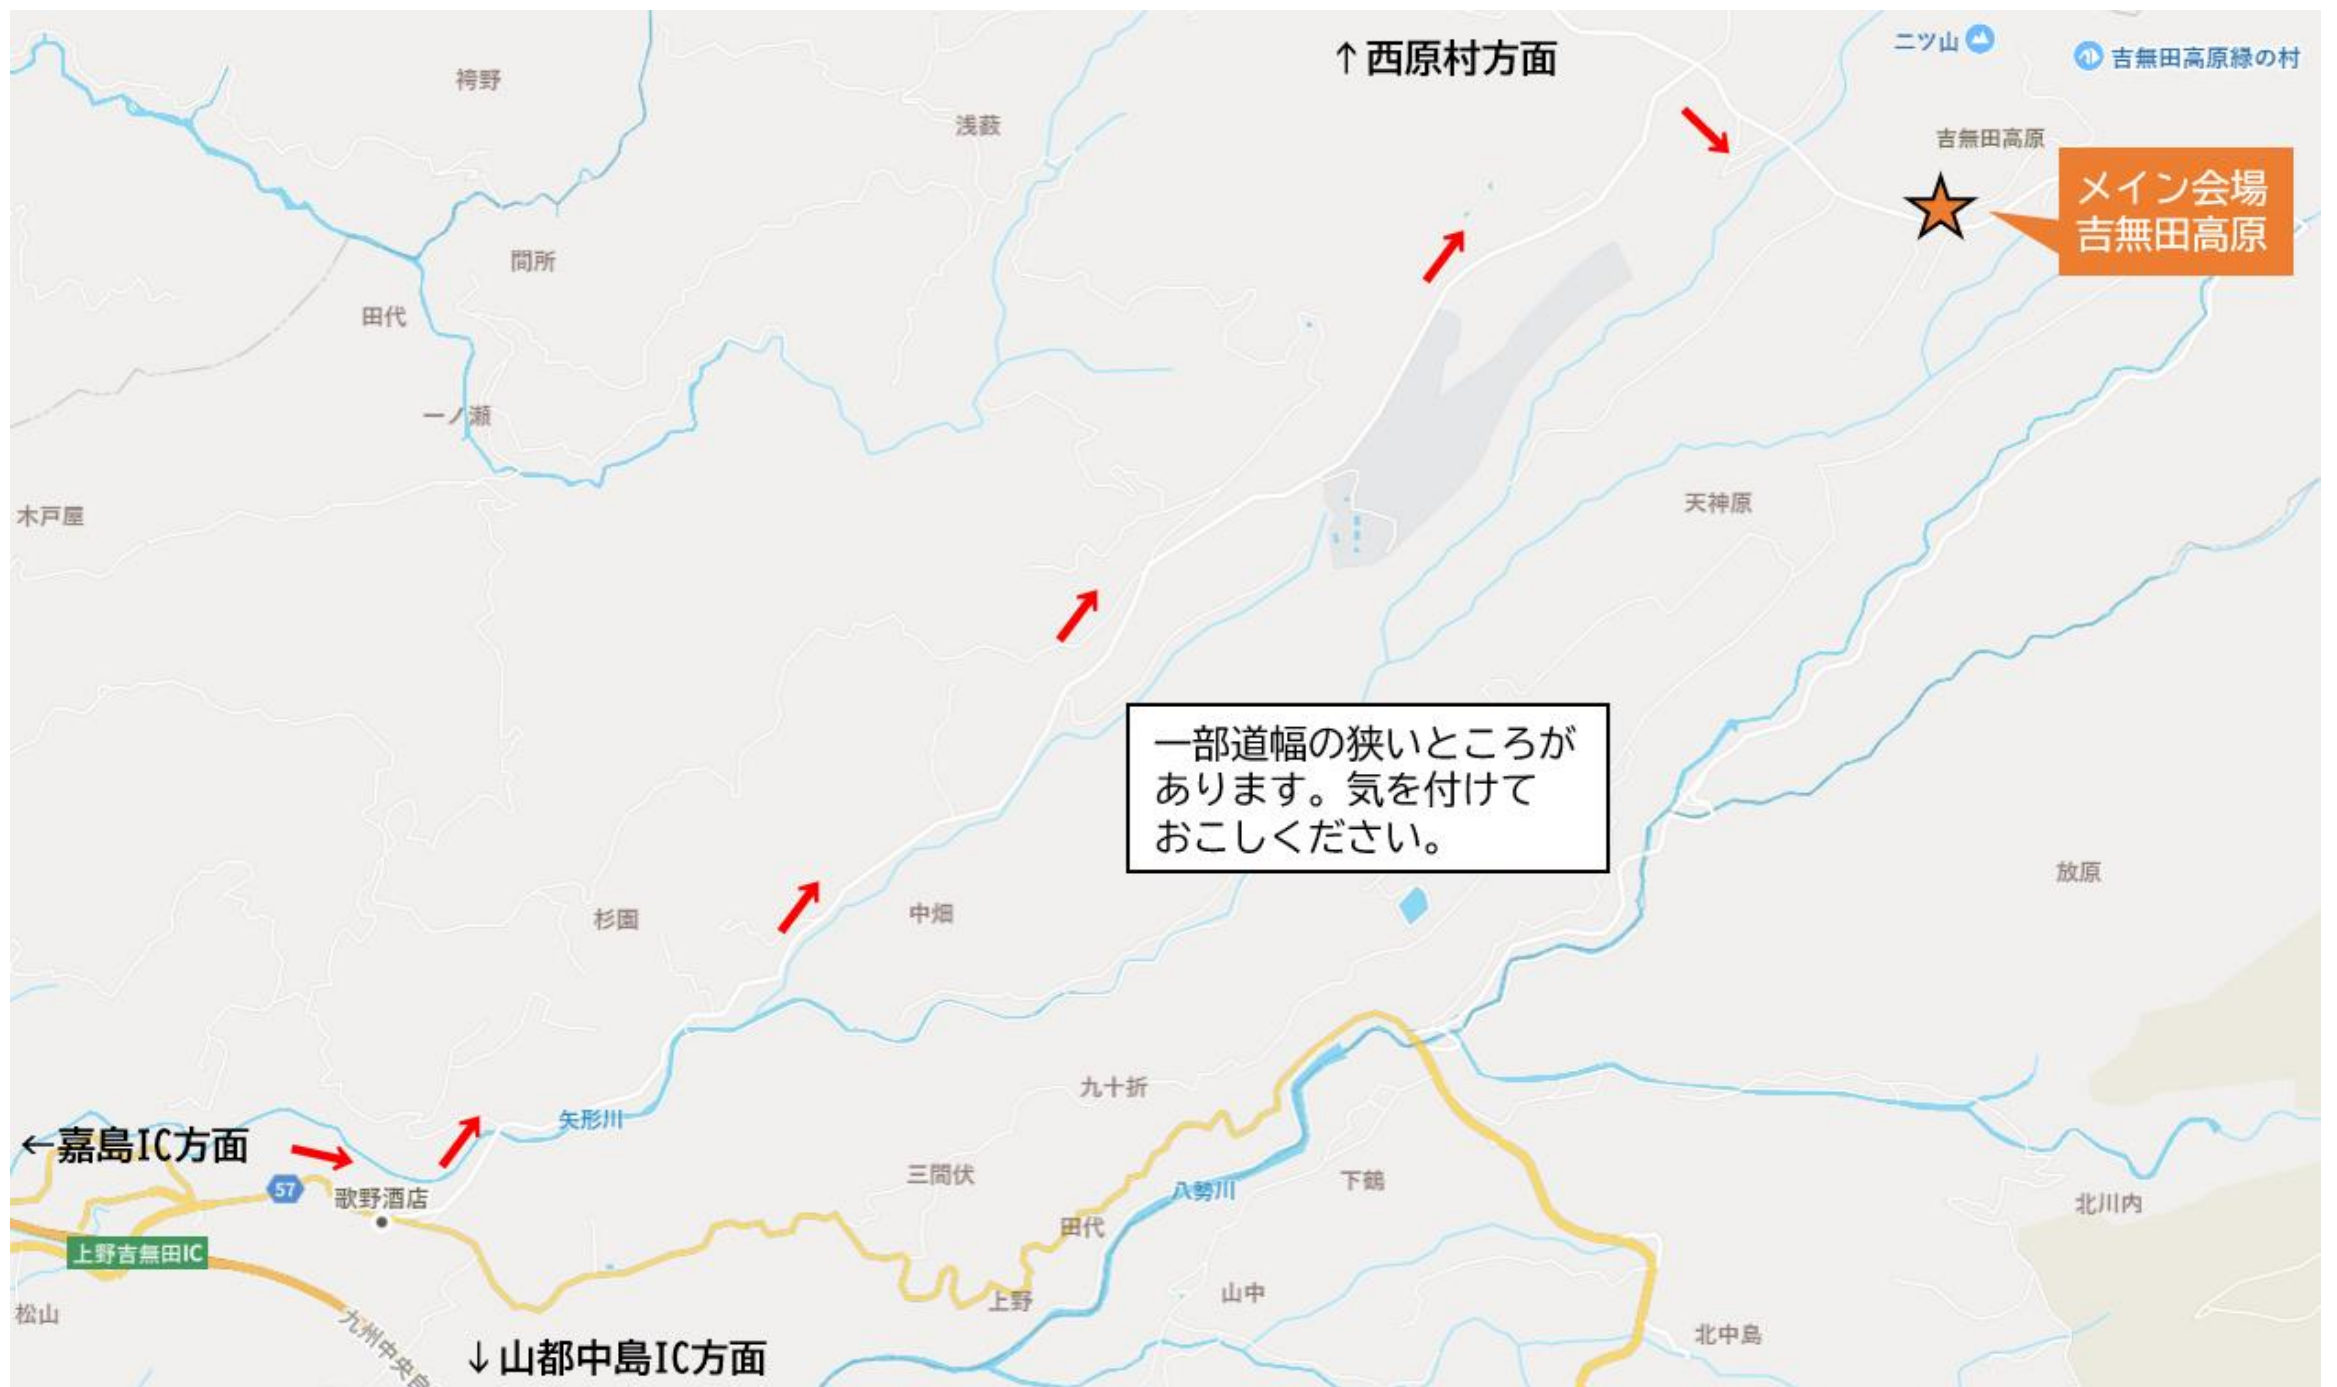 ↑西原村方面
二ツ山
吉無田高原緑の村
袴野
浅藪
吉無田高原
メイン会場
吉無田高原
間所
田代
一ノ瀬
木戸屋
天神原
一部道幅の狭いところが
あります。気を付けて
おこしください。
放原
杉園
中畑
九十折
矢形川
←嘉島IC方面
三間伏
下鶴
57
歌野酒店
八勢川
北川内
田代
上野吉無田IC
山中
上野
松山
北中島
九州中央自
↓山都中島IC方面